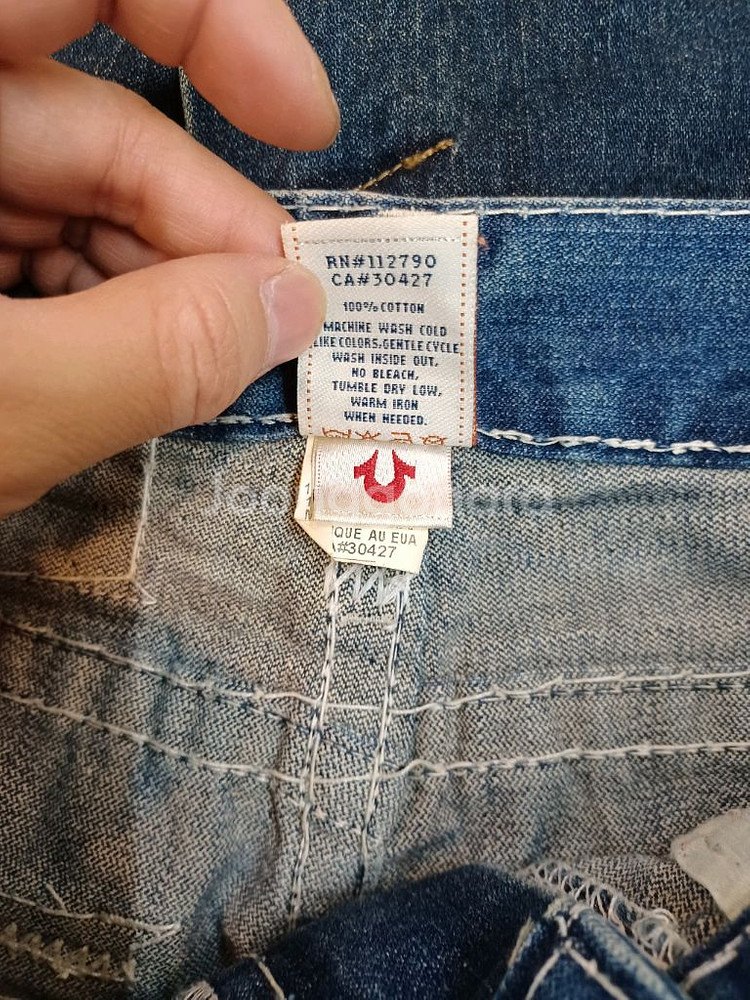 RN#112790
CA#30427
100% COTTON
MACHINE WASH COLD
LIKE COLORS, GENTLE CYCLE
WASH INSIDE OUT,
NO BLEACH,
TUMBLE DRY LOW,
WARM IRON
WHEN NEEDED.
QUE AU EUA
#30427